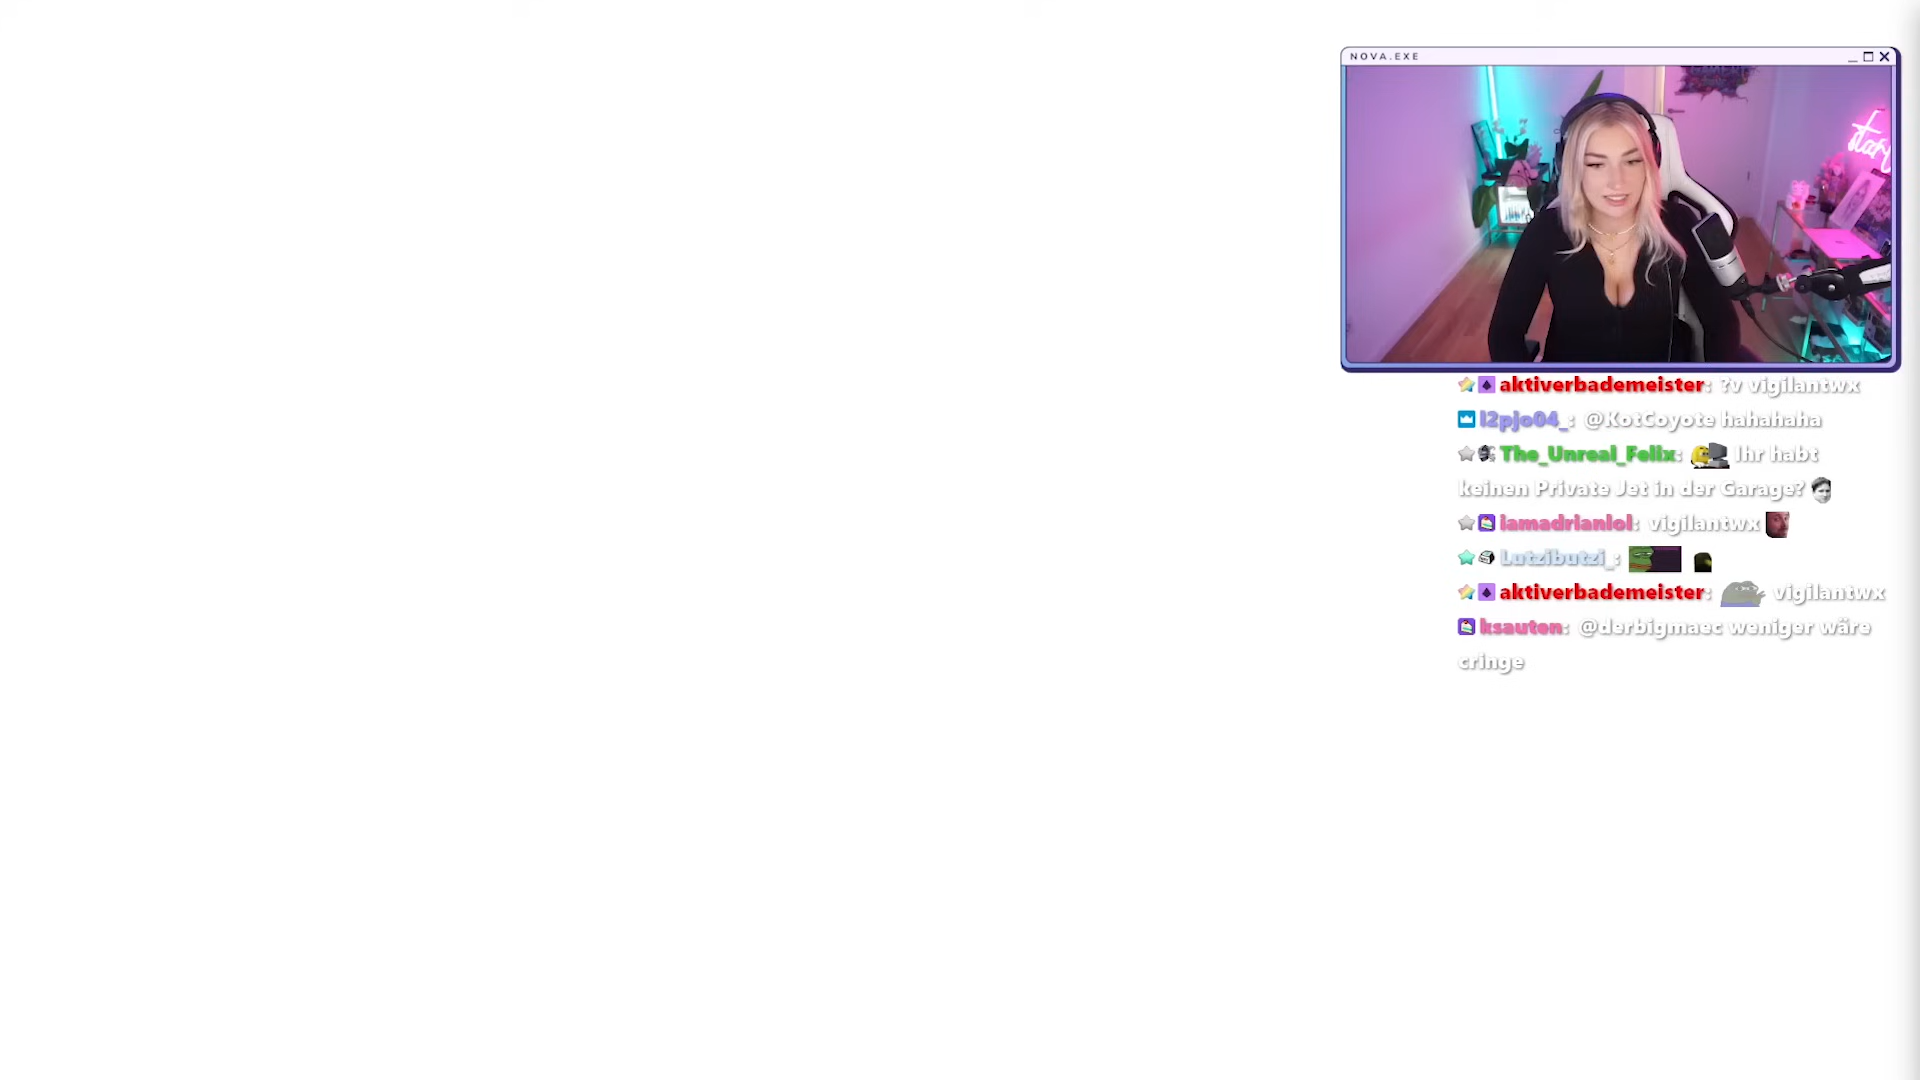 NOVA.EXE
star
aktiverbademeister: ?v vigilantwx
l2pjo04_: @KotCoyote hahahaha
The_Unreal_Felix: Ihr habt
keinen Private Jet in der Garage?
iamadrianlol: vigilantwx
Lutzibutzi_:
aktiverbademeister: vigilantwx
ksauten: @derbigmaec weniger wäre
cringe